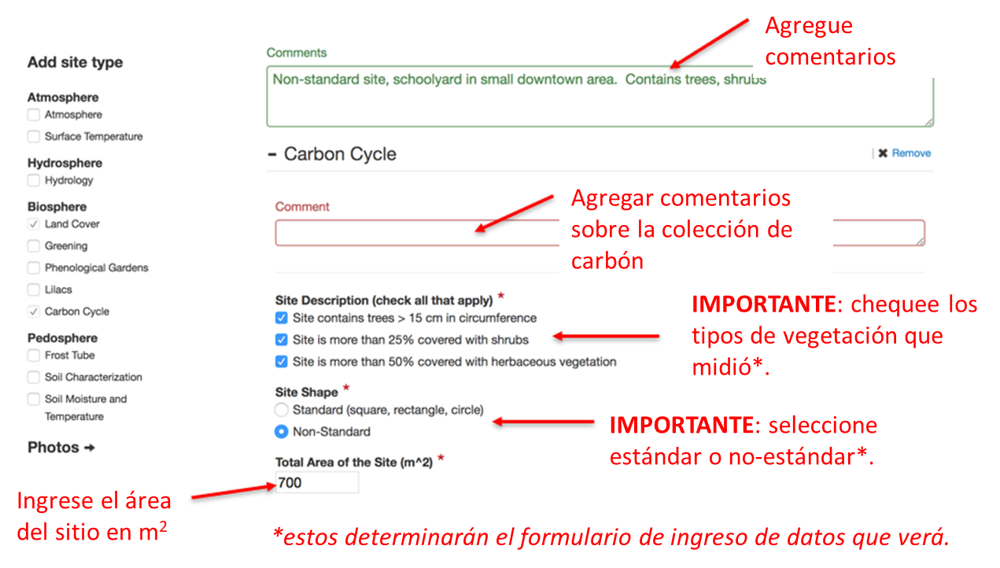 Agregue
comentarios
Add site type
Atmosphere
Atmosphere
Surface Temperature
Hydrosphere
Hydrology
Biosphere
Land Cover
Greening
Phenological Gardens
Lilacs
Carbon Cycle
Pedosphere
Frost Tube
Soil Characterization
Soil Moisture and
Temperature
Photos →
Comments
Non-standard site, schoolyard in small downtown area. Contains trees, shrubs
− Carbon Cycle
| ✖ Remove
Comment
Agregar comentarios
sobre la colección de
carbón
Site Description (check all that apply) *
Site contains trees > 15 cm in circumference
Site is more than 25% covered with shrubs
Site is more than 50% covered with herbaceous vegetation
IMPORTANTE: chequee los
tipos de vegetación que
midió*.
Site Shape *
Standard (square, rectangle, circle)
Non-Standard
IMPORTANTE: seleccione
estándar o no-estándar*.
Total Area of the Site (m^2) *
700
Ingrese el área
del sitio en m²
*estos determinarán el formulario de ingreso de datos que verá.